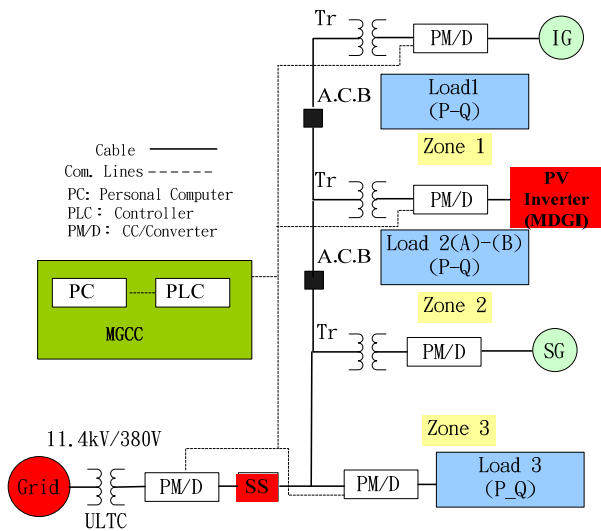 Tr
PM/D
IG
A.C.B
Load1
(P-Q)
Zone 1
Cable
Com. Lines
PC: Personal Computer
PLC: Controller
PM/D: CC/Converter
Tr
PM/D
PV
Inverter
(MDGI)
A.C.B
Load 2(A)-(B)
(P-Q)
PC
PLC
MGCC
Zone 2
Tr
PM/D
SG
11.4kV/380V
Zone 3
Grid
PM/D
SS
PM/D
Load 3
(P_Q)
ULTC